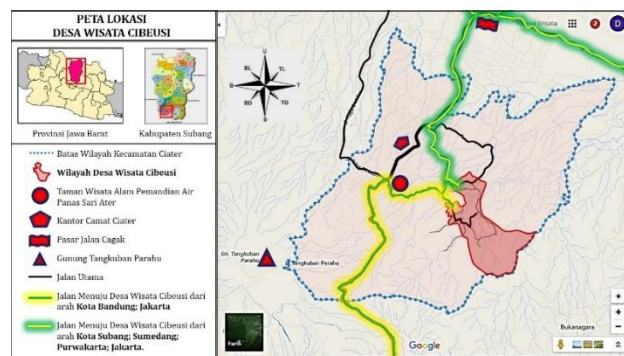 PETA LOKASI
DESA WISATA CIBEUSI
Provinsi Jawa Barat
Kabupaten Subang
Batas Wilayah Kecamatan Ciater
Wilayah Desa Wisata Cibeusi
Taman Wisata Alam Pemandian Air
Panas Sari Ater
Kantor Camat Ciater
Pasar Jalan Cagak
Gunung Tangkuban Parahu
Jalan Utama
Jalan Menuju Desa Wisata Cibeusi dari
arah Kota Bandung; Jakarta
Jalan Menuju Desa Wisata Cibeusi dari
arah Kota Subang; Sumedang;
Purwakarta; Jakarta.
Wisata
2
D
U
BL
TL
B
T
BD
TG
S
Gn. Tangkuban
Parahu
Tangkuban Parahu
Bukanagara
Earth
Google